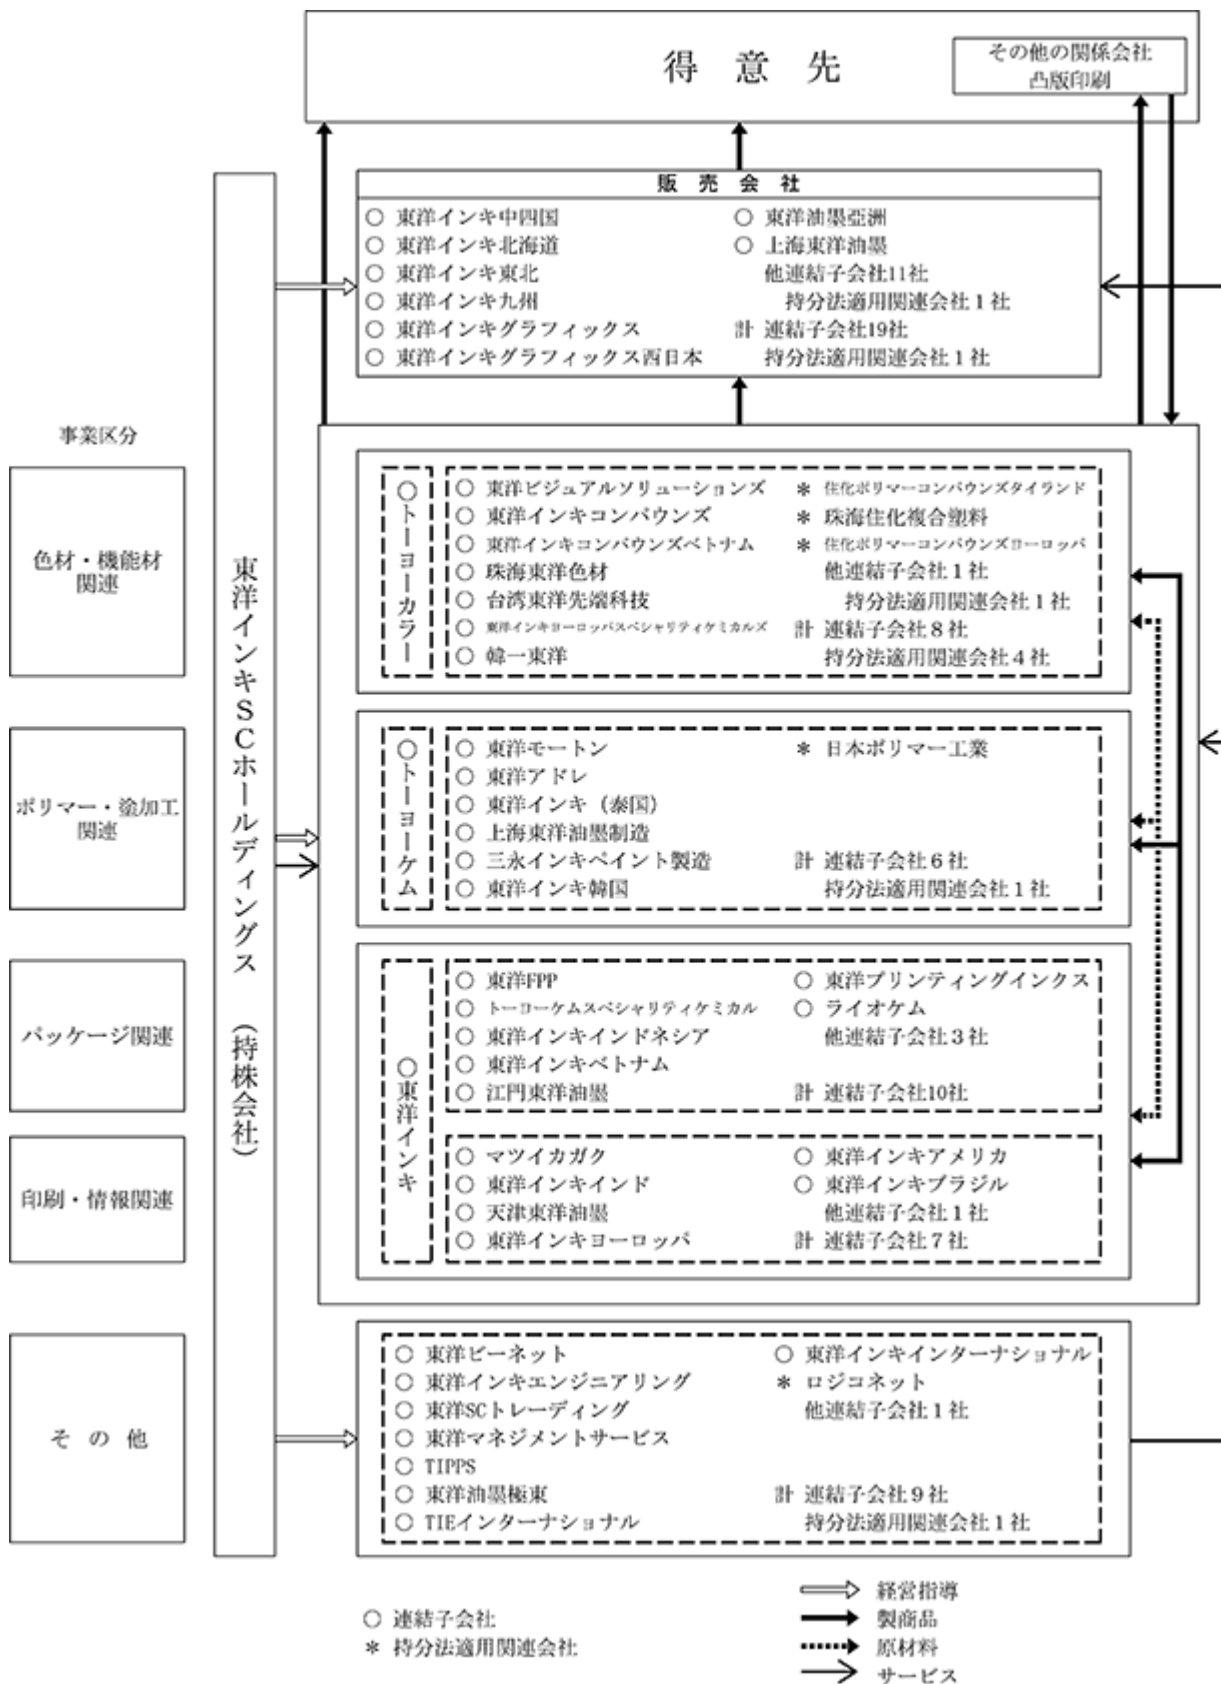 得意先
その他の関係会社
凸版印刷
販売会社
○ 東洋インキ中四国
○ 東洋インキ北海道
○ 東洋インキ東北
○ 東洋インキ九州
○ 東洋インキグラフィックス
○ 東洋インキグラフィックス西日本
○ 東洋油墨亞洲
○ 上海東洋油墨
他連結子会社11社
持分法適用関連会社1社
計 連結子会社19社
持分法適用関連会社1社
事業区分
色材・機能材
関連
ポリマー・塗加工
関連
パッケージ関連
印刷・情報関連
その他
東洋インキSCホールディングス (持株会社)
○トーヨーカラー
○ 東洋ビジュアルソリューションズ
○ 東洋インキコンパウンズ
○ 東洋インキコンパウンズベトナム
○ 珠海東洋色材
○ 台湾東洋先端科技
○ 東洋インキヨーロッパスペシャリティケミカルズ
○ 韓一東洋
* 住化ポリマーコンパウンズタイランド
* 珠海住化複合塑料
* 住化ポリマーコンパウンズヨーロッパ
他連結子会社1社
持分法適用関連会社1社
計 連結子会社8社
持分法適用関連会社4社
○トーヨーケム
○ 東洋モートン
○ 東洋アドレ
○ 東洋インキ(泰国)
○ 上海東洋油墨制造
○ 三永インキペイント製造
○ 東洋インキ韓国
* 日本ポリマー工業
計 連結子会社6社
持分法適用関連会社1社
○東洋インキ
○ 東洋FPP
○ トーヨーケムスペシャリティケミカル
○ 東洋インキインドネシア
○ 東洋インキベトナム
○ 江門東洋油墨
○ 東洋プリンティングインクス
○ ライオケム
他連結子会社3社
計 連結子会社10社
○ マツイカガク
○ 東洋インキインド
○ 天津東洋油墨
○ 東洋インキヨーロッパ
○ 東洋インキアメリカ
○ 東洋インキブラジル
他連結子会社1社
計 連結子会社7社
○ 東洋ビーネット
○ 東洋インキエンジニアリング
○ 東洋SCトレーディング
○ 東洋マネジメントサービス
○ TIPPS
○ 東洋油墨極東
○ TIEインターナショナル
○ 東洋インキインターナショナル
* ロジコネット
他連結子会社1社
計 連結子会社9社
持分法適用関連会社1社
○ 連結子会社
* 持分法適用関連会社
経営指導
製商品
原材料
サービス